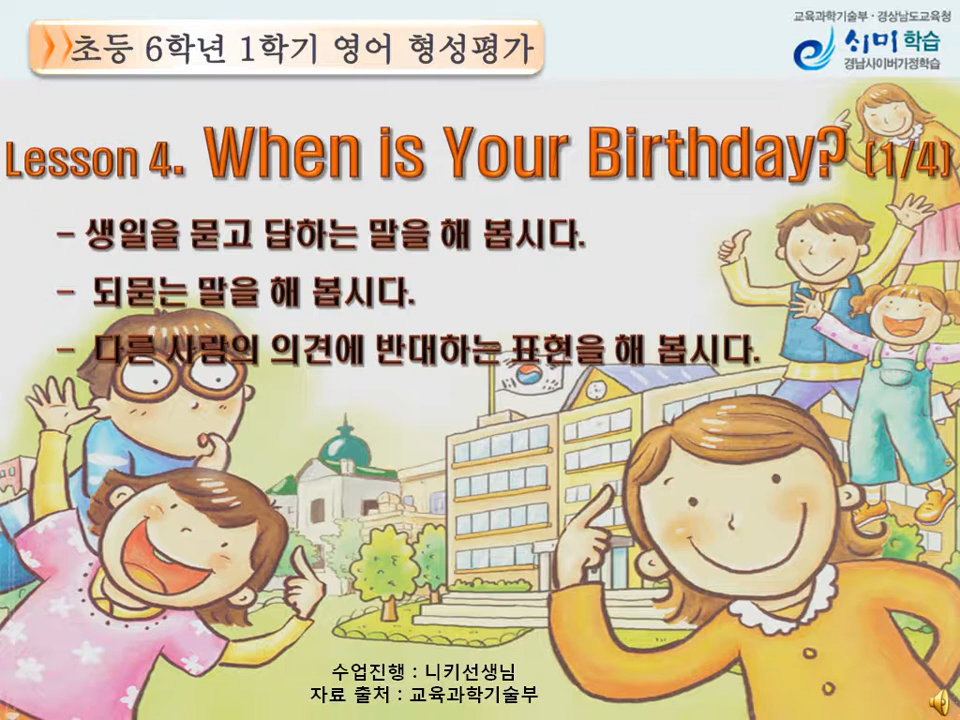 교육과학기술부 · 경상남도교육청
초등 6학년 1학기 영어 형성평가
e 쉬미 학습
경남사이버가정학습
Lesson 4. When is Your Birthday? (1/4)
- 생일을 묻고 답하는 말을 해 봅시다.
- 되묻는 말을 해 봅시다.
- 다른 사람의 의견에 반대하는 표현을 해 봅시다.
수업진행 : 니키선생님
자료 출처 : 교육과학기술부